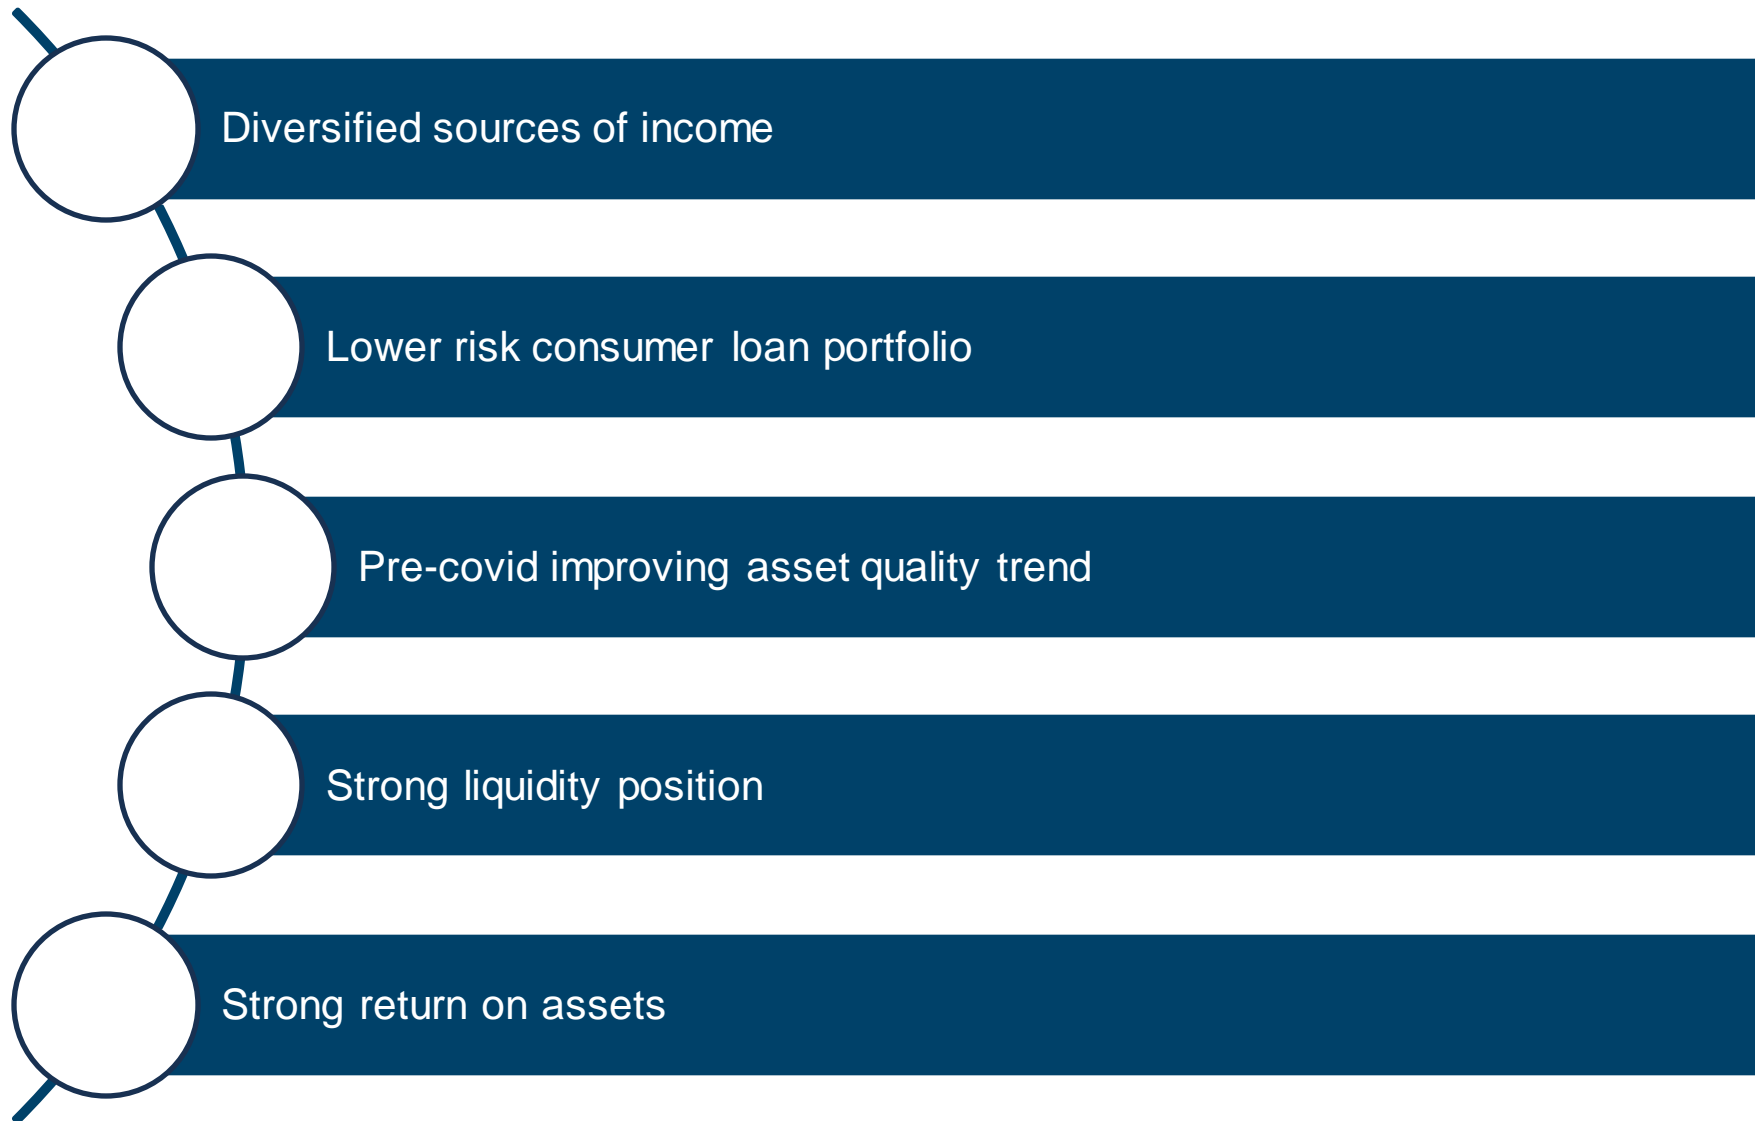 Diversified sources of income
Lower risk consumer loan portfolio
Pre-covid improving asset quality trend
Strong liquidity position
Strong return on assets